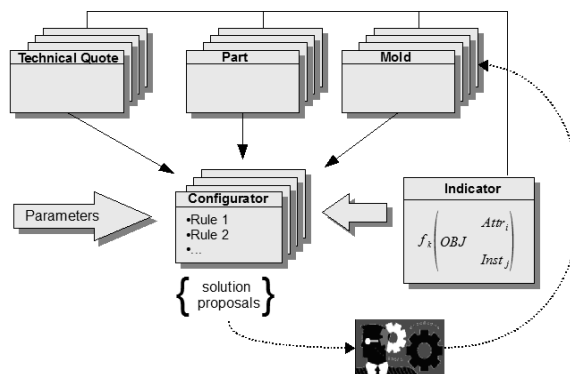 Technical Quote
Part
Mold
Parameters
Configurator
•Rule 1
•Rule 2
•...
Indicator
f k ( OBJ Attr i
Inst j )
{ solution
proposals }